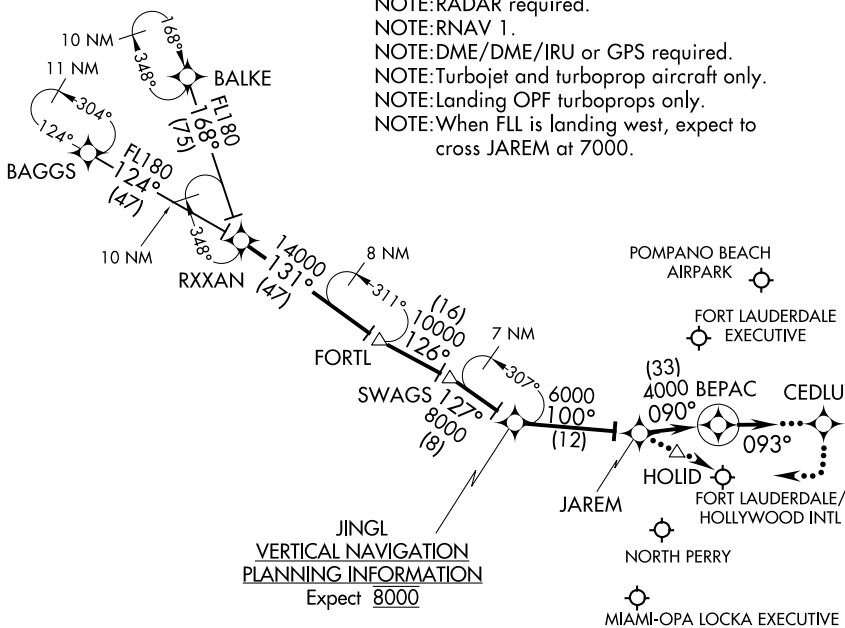 NOTE:RADAR required.
NOTE:RNAV 1.
NOTE:DME/DME/IRU or GPS required.
NOTE:Turbojet and turboprop aircraft only.
NOTE:Landing OPF turboprops only.
NOTE:When FLL is landing west, expect to
cross JAREM at 7000.
10 NM
168°
348°
BALKE
11 NM
304°
124°
BAGGS
FL180
168°
(75)
FL180
124°
(47)
10 NM
348°
RXXAN
14000
131°
(47)
8 NM
311°
FORTL
(16)
10000
126°
7 NM
307°
SWAGS
127°
8000
(8)
6000
100°
(12)
POMPANO BEACH
AIRPARK
FORT LAUDERDALE
EXECUTIVE
(33)
4000
090°
BEPAC
CEDLU
093°
HOLID
JAREM
FORT LAUDERDALE/
HOLLYWOOD INTL
NORTH PERRY
MIAMI-OPA LOCKA EXECUTIVE
JINGL
VERTICAL NAVIGATION
PLANNING INFORMATION
Expect 8000